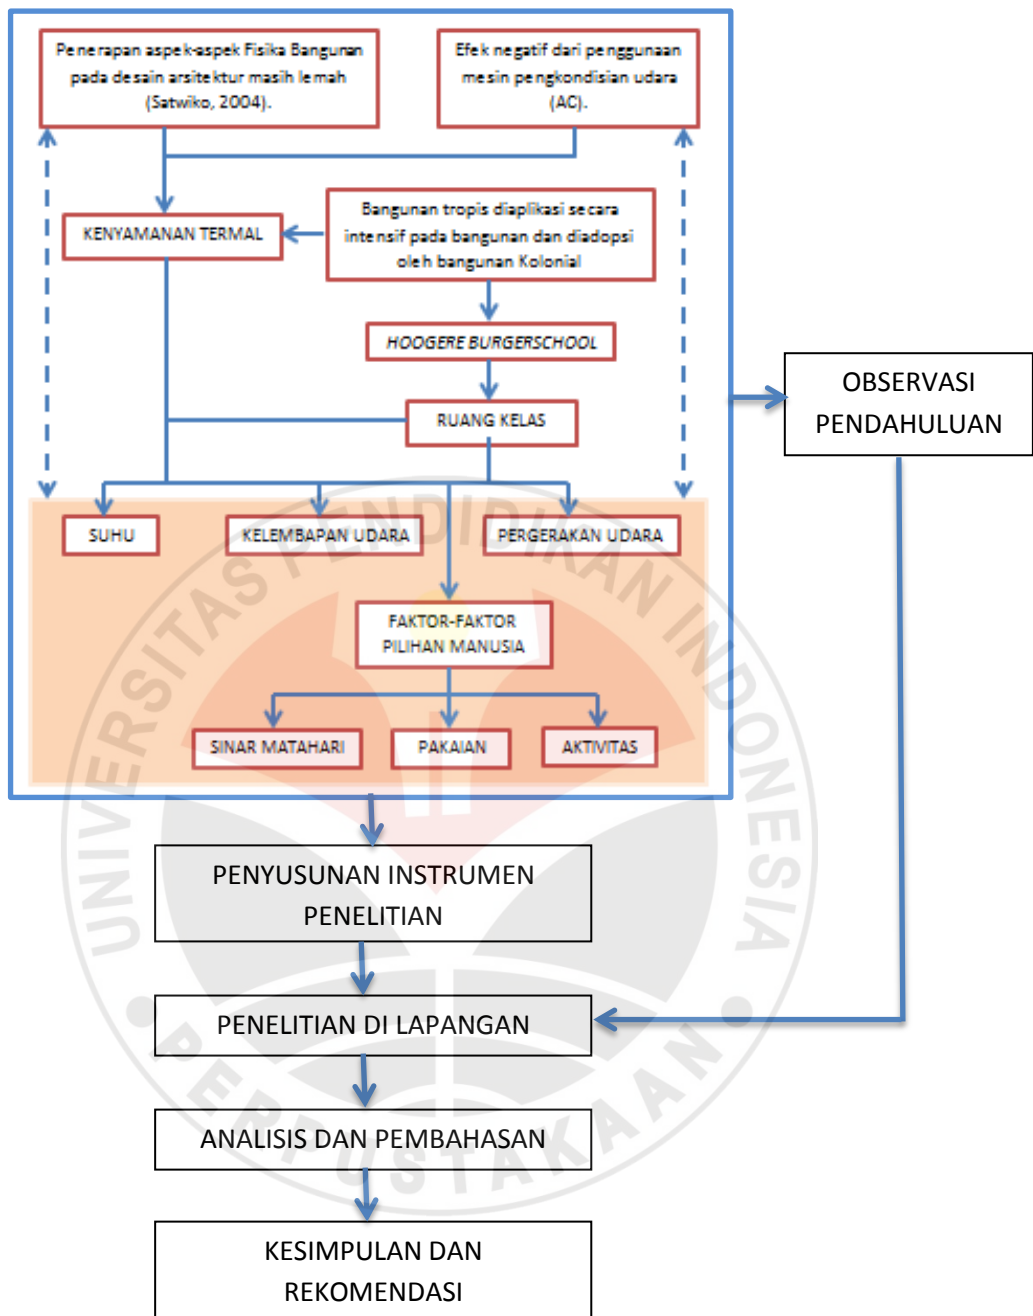 Penerapan aspek-aspek Fisika Bangunan
pada desain arsitektur masih lemah
(Satwiko, 2004).
Efek negatif dari penggunaan
mesin pengkondisian udara
(AC).
KENYAMANAN TERMAL
Bangunan tropis diaplikasi secara
intensif pada bangunan dan diadopsi
oleh bangunan Kolonial
HOOGERE BURGERSCHOOL
RUANG KELAS
OBSERVASI
PENDAHULUAN
SUHU
KELEMBAPAN UDARA
PERGERAKAN UDARA
FAKTOR-FAKTOR
PILIHAN MANUSIA
SINAR MATAHARI
PAKAIAN
AKTIVITAS
PENYUSUNAN INSTRUMEN
PENELITIAN
PENELITIAN DI LAPANGAN
ANALISIS DAN PEMBAHASAN
KESIMPULAN DAN
REKOMENDASI
UNIVERSITAS PENDIDIKAN INDONESIA
PERPUSTAKAAN